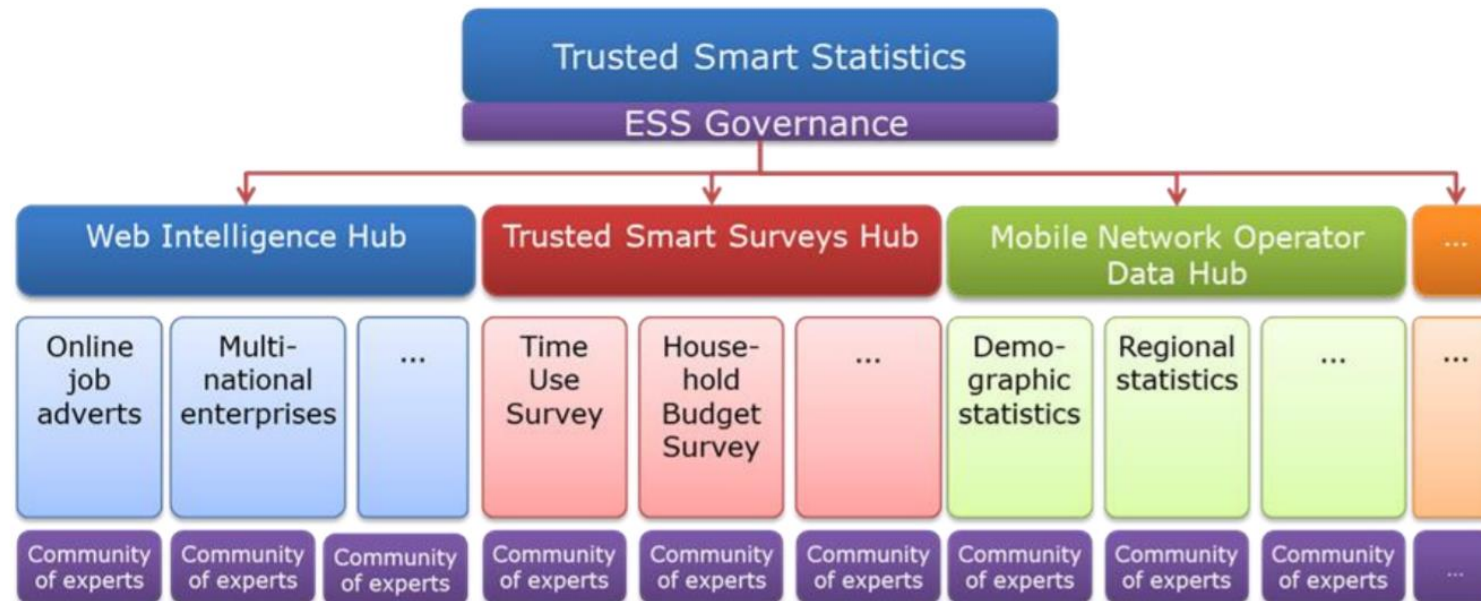 Trusted Smart Statistics
ESS Governance
Web Intelligence Hub
Trusted Smart Surveys Hub
Mobile Network Operator
Data Hub
...
Online
job
adverts
Multi-
national
enterprises
...
Time
Use
Survey
House-
hold
Budget
Survey
...
Demo-
graphic
statistics
Regional
statistics
...
...
Community
of experts
Community
of experts
Community
of experts
Community
of experts
Community
of experts
Community
of experts
Community
of experts
Community
of experts
Community
of experts
...